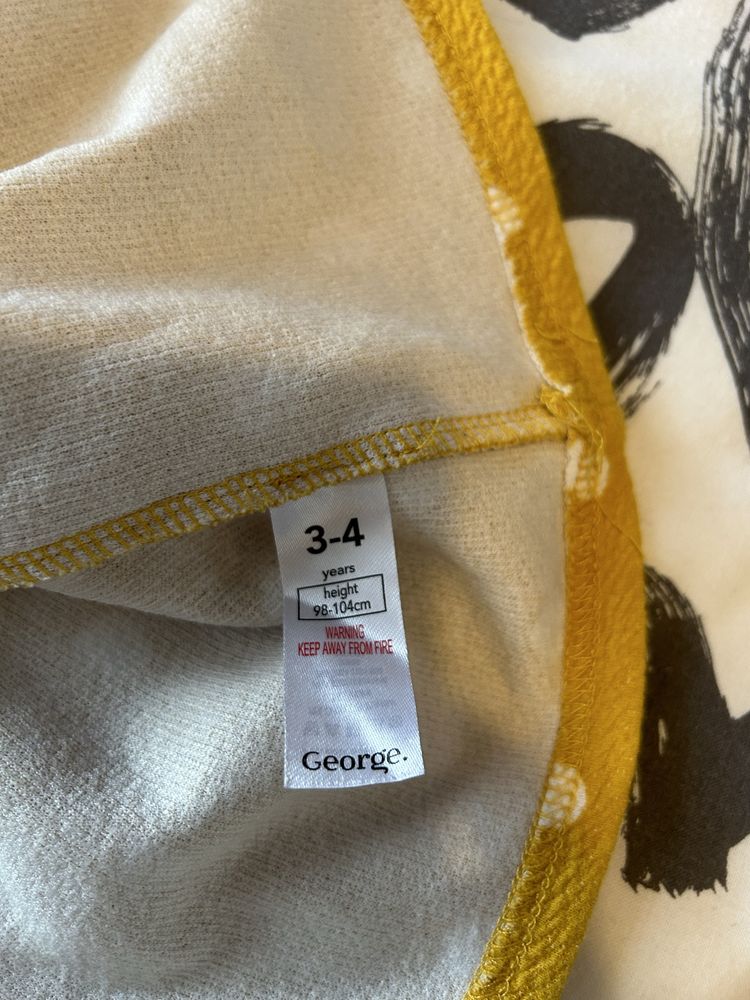 3-4
years
height
98-104cm
WARNING
KEEP AWAY FROM FIRE
George.